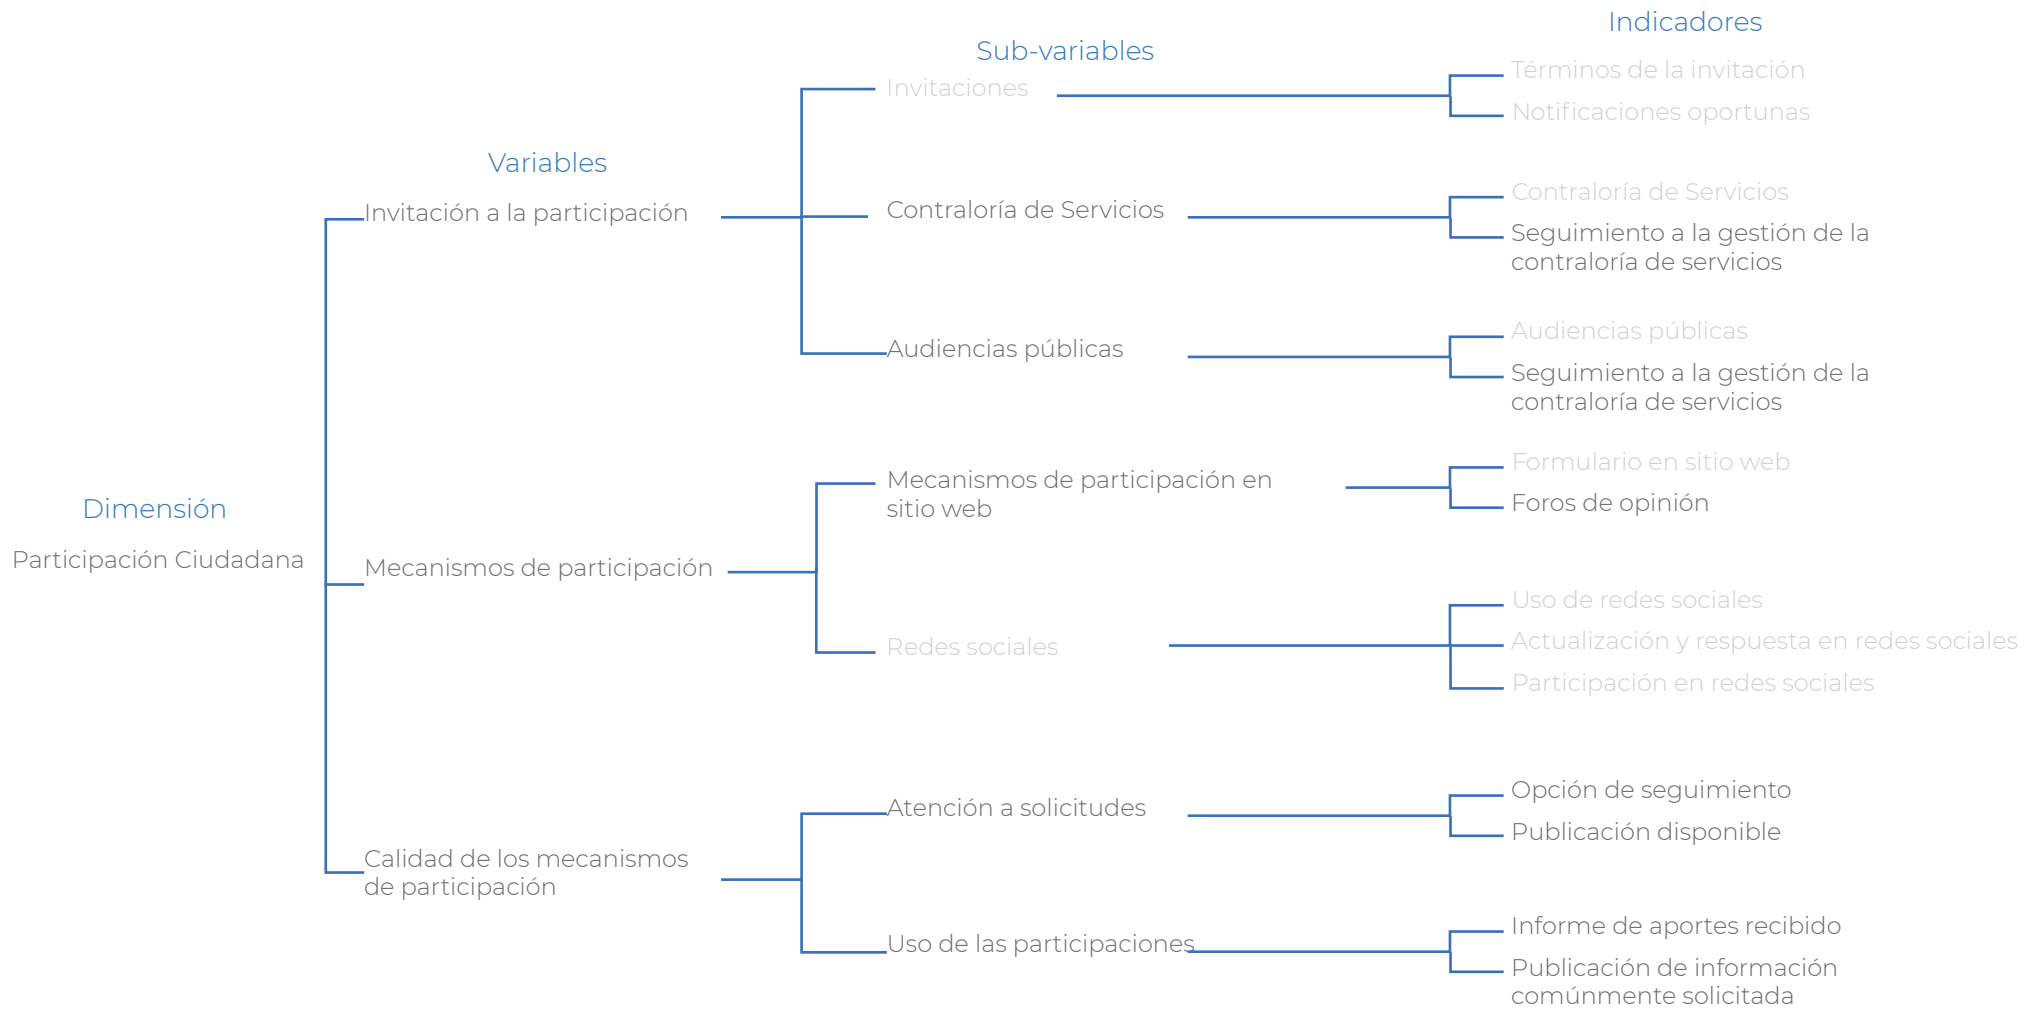 Indicadores
Sub-variables
Términos de la invitación
Invitaciones
Notificaciones oportunas
Variables
Contraloría de Servicios
Invitación a la participación
Contraloría de Servicios
Seguimiento a la gestión de la
contraloría de servicios
Audiencias públicas
Audiencias públicas
Seguimiento a la gestión de la
contraloría de servicios
Formulario en sitio web
Mecanismos de participación en
sitio web
Foros de opinión
Dimensión
Participación Ciudadana
Mecanismos de participación
Uso de redes sociales
Redes sociales
Actualización y respuesta en redes sociales
Participación en redes sociales
Opción de seguimiento
Atención a solicitudes
Publicación disponible
Calidad de los mecanismos
de participación
Informe de aportes recibido
Uso de las participaciones
Publicación de información
comúnmente solicitada